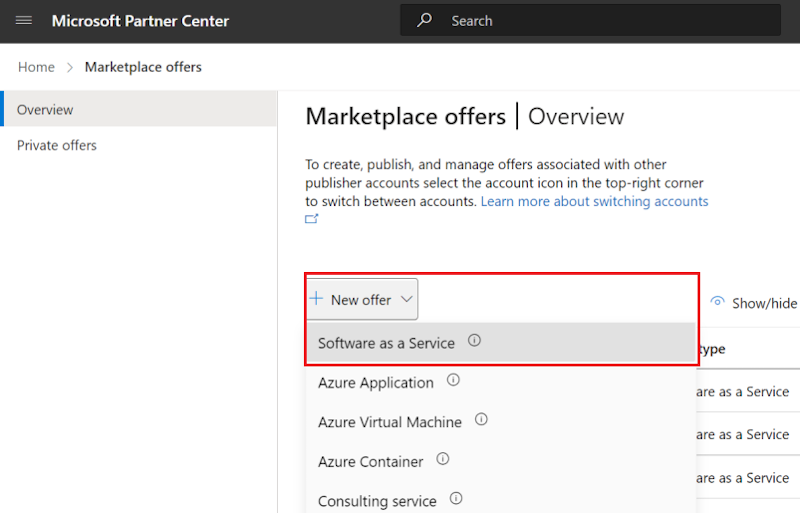 Microsoft Partner Center
Search
Home > Marketplace offers
Overview
Private offers
Marketplace offers | Overview
To create, publish, and manage offers associated with other
publisher accounts select the account icon in the top-right corner
to switch between accounts. Learn more about switching accounts
+ New offer
Show/hide
Software as a Service
type
Azure Application
are as a Service
Azure Virtual Machine
are as a Service
Azure Container
are as a Service
Consulting service